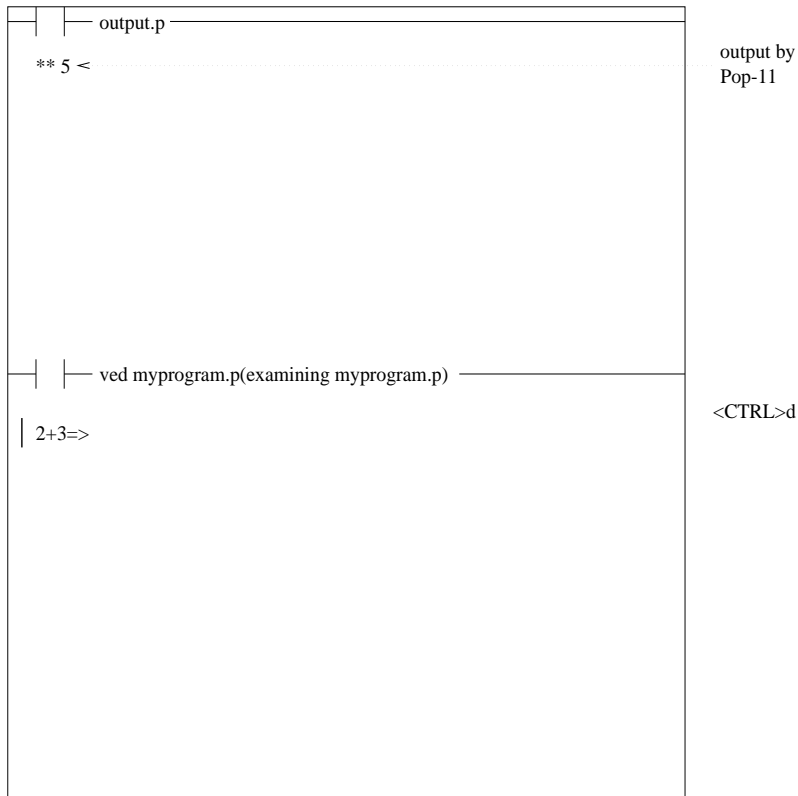 output.p
** 5 <
output by
Pop-11
ved myprogram.p(examining myprogram.p)
<CTRL>d
2+3=>